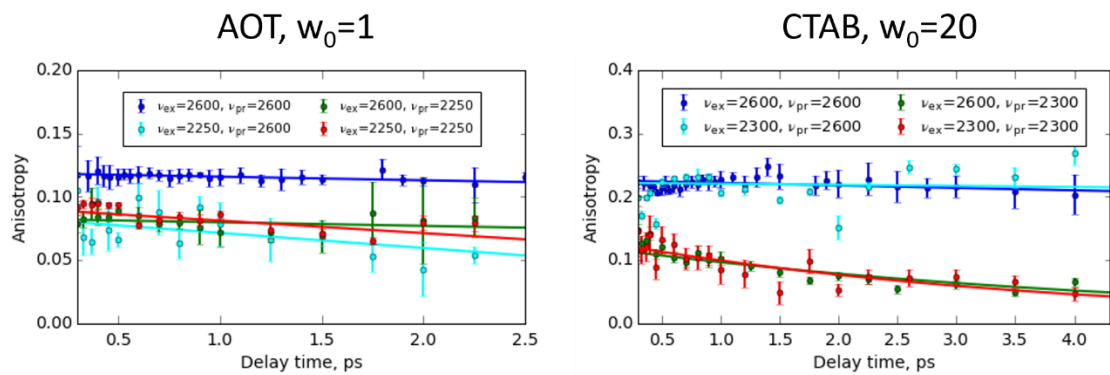 AOT, w₀=1
0.20
0.15
0.10
0.05
0.00
Anisotropy
νex=2600, νpr=2600
νex=2600, νpr=2250
νex=2250, νpr=2600
νex=2250, νpr=2250
0.5 1.0 1.5 2.0 2.5
Delay time, ps
CTAB, w₀=20
0.4
0.3
0.2
0.1
0.0
Anisotropy
νex=2600, νpr=2600
νex=2600, νpr=2300
νex=2300, νpr=2600
νex=2300, νpr=2300
0.5 1.0 1.5 2.0 2.5 3.0 3.5 4.0
Delay time, ps